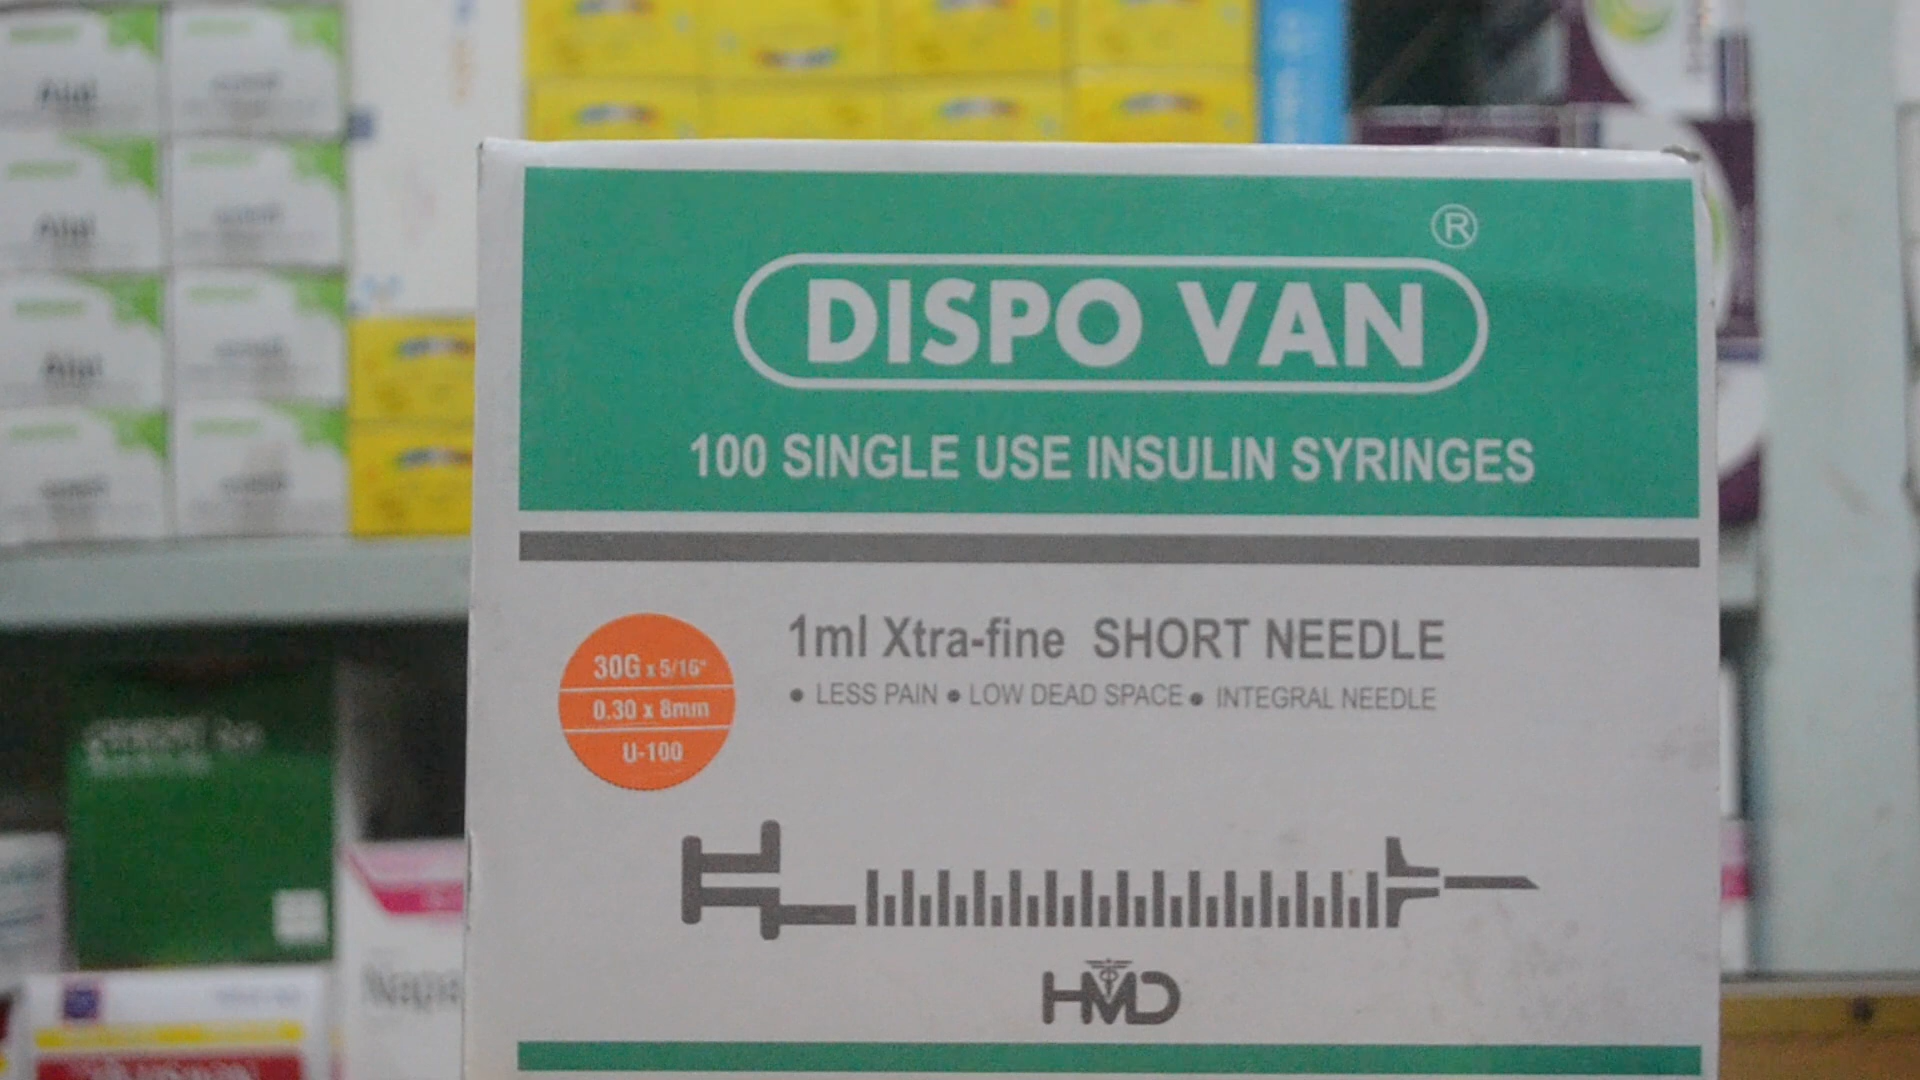 ®
DISPO VAN
100 SINGLE USE INSULIN SYRINGES
1ml Xtra-fine SHORT NEEDLE
• LESS PAIN • LOW DEAD SPACE • INTEGRAL NEEDLE
30G x 5/16"
0.30 x 8mm
U-100
HMD
Napa